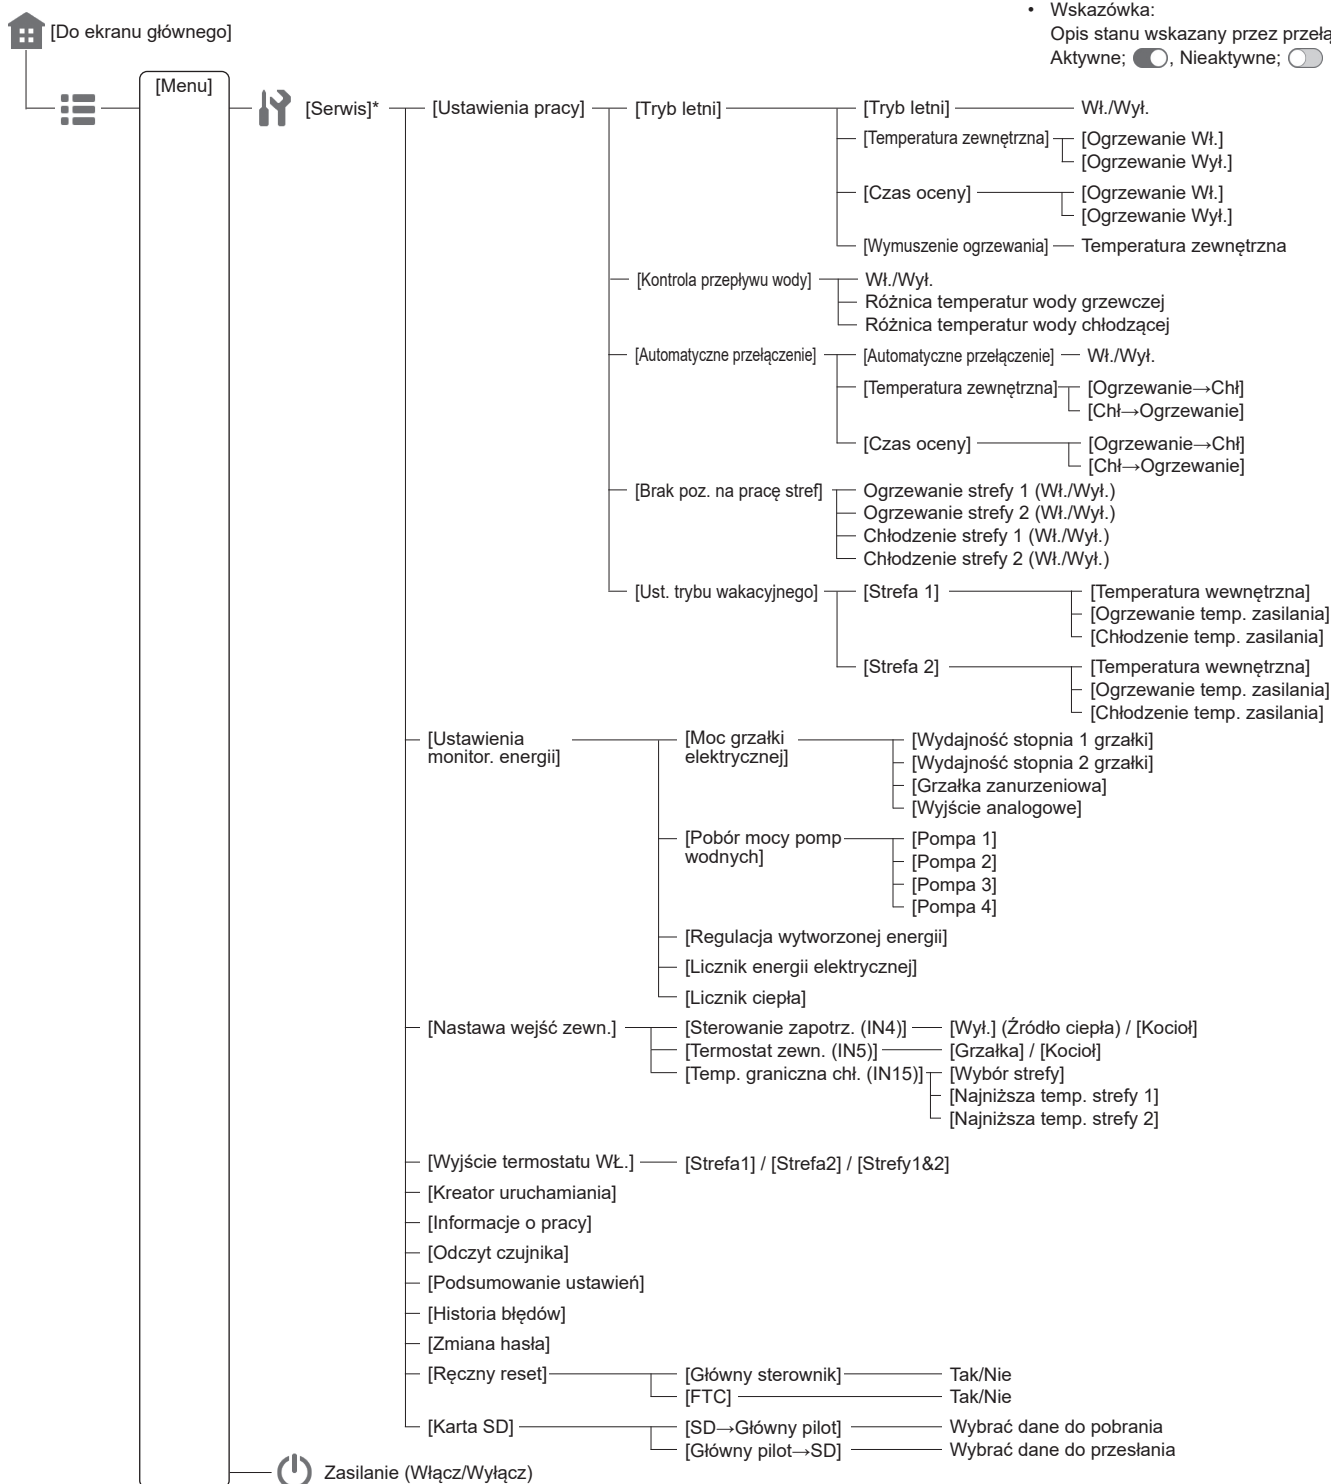 • Wskazówka:
[Do ekranu głównego]
Opis stanu wskazany przez
Aktywne; , Nieaktywne;
[Menu]
[Serwis]* [Ustawienia pracy] [Tryb letni] [Tryb letni] Wł./Wył.
[Temperatura zewnętrzna] [Ogrzewanie Wł.]
[Ogrzewanie Wył.]
[Czas oceny] [Ogrzewanie Wł.]
[Ogrzewanie Wył.]
[Wymuszenie ogrzewania] Temperatura zewnętrzna
[Kontrola przepływu wody] Wł./Wył.
Różnica temperatur wody grzewczej
Różnica temperatur wody chłodzącej
[Automatyczne przełączenie] [Automatyczne przełączenie] Wł./Wył.
[Temperatura zewnętrzna] [Ogrzewanie→Chł]
[Chł→Ogrzewanie]
[Czas oceny] [Ogrzewanie→Chł]
[Chł→Ogrzewanie]
[Brak poz. na pracę stref] Ogrzewanie strefy 1 (Wł./Wył.)
Ogrzewanie strefy 2 (Wł./Wył.)
Chłodzenie strefy 1 (Wł./Wył.)
Chłodzenie strefy 2 (Wł./Wył.)
[Ust. trybu wakacyjnego] [Strefa 1] [Temperatura wewnętrzna]
[Ogrzewanie temp. zasilania]
[Chłodzenie temp. zasilania]
[Strefa 2] [Temperatura wewnętrzna]
[Ogrzewanie temp. zasilania]
[Chłodzenie temp. zasilania]
[Ustawienia
monitor. energii]
[Moc grzałki
elektrycznej]
[Wydajność stopnia 1 grzałki]
[Wydajność stopnia 2 grzałki]
[Grzałka zanurzeniowa]
[Wyjście analogowe]
[Pobór mocy pomp
wodnych]
[Pompa 1]
[Pompa 2]
[Pompa 3]
[Pompa 4]
[Regulacja wytworzonej energii]
[Licznik energii elektrycznej]
[Licznik ciepła]
[Nastawa wejść zewn.] [Sterowanie zapotrz. (IN4)] [Wył.] (Źródło ciepła) / [Kocioł]
[Termostat zewn. (IN5)] [Grzałka] / [Kocioł]
[Temp. graniczna chł. (IN15)] [Wybór strefy]
[Najniższa temp. strefy 1]
[Najniższa temp. strefy 2]
[Wyjście termostatu WŁ.] [Strefa1] / [Strefa2] / [Strefy1&2]
[Kreator uruchamiania]
[Informacje o pracy]
[Odczyt czujnika]
[Podsumowanie ustawień]
[Historia błędów]
[Zmiana hasła]
[Ręczny reset] [Główny sterownik] Tak/Nie
[FTC] Tak/Nie
[Karta SD] [SD→Główny pilot] Wybrać dane do pobrania
[Główny pilot→SD] Wybrać dane do przesłania
Zasilanie (Włącz/Wyłącz)